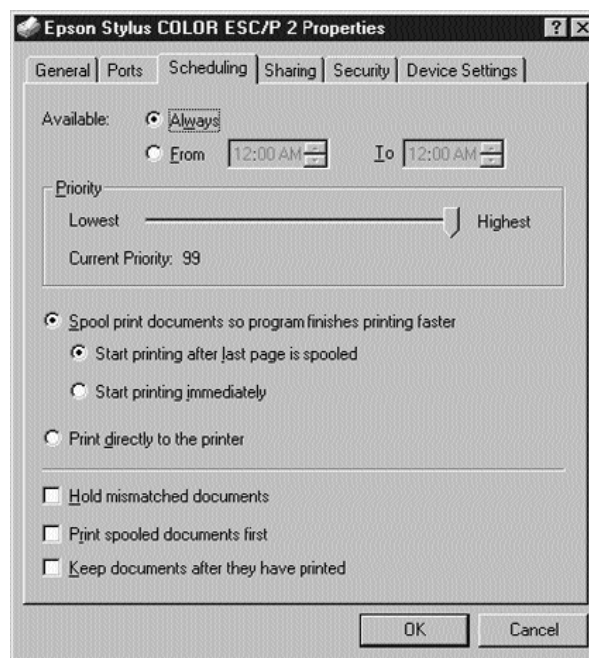 Epson Stylus COLOR ESC/P 2 Properties
General Ports Scheduling Sharing Security Device Settings
Available: Always
From 12:00 AM To 12:00 AM
Priority
Lowest Highest
Current Priority: 99
Spool print documents so program finishes printing faster
Start printing after last page is spooled
Start printing immediately
Print directly to the printer
Hold mismatched documents
Print spooled documents first
Keep documents after they have printed
OK Cancel